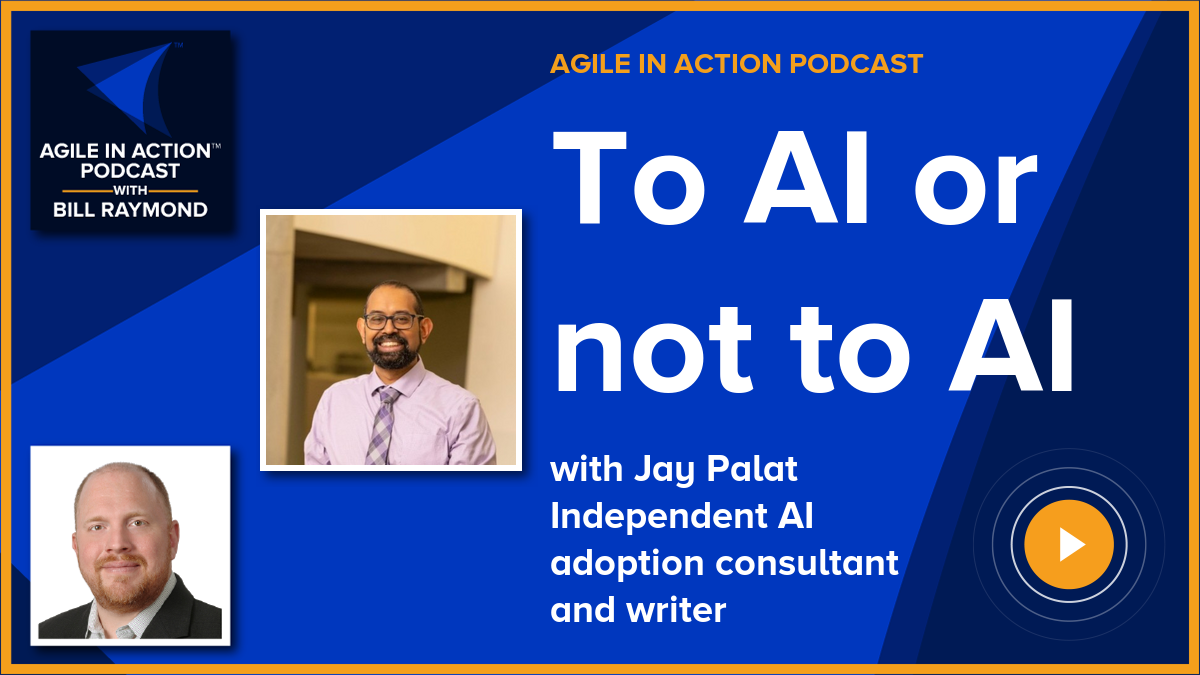 AGILE IN ACTION™
PODCAST
WITH
BILL RAYMOND
AGILE IN ACTION PODCAST
To AI or
not to AI
with Jay Palat
Independent AI
adoption consultant
and writer
TM